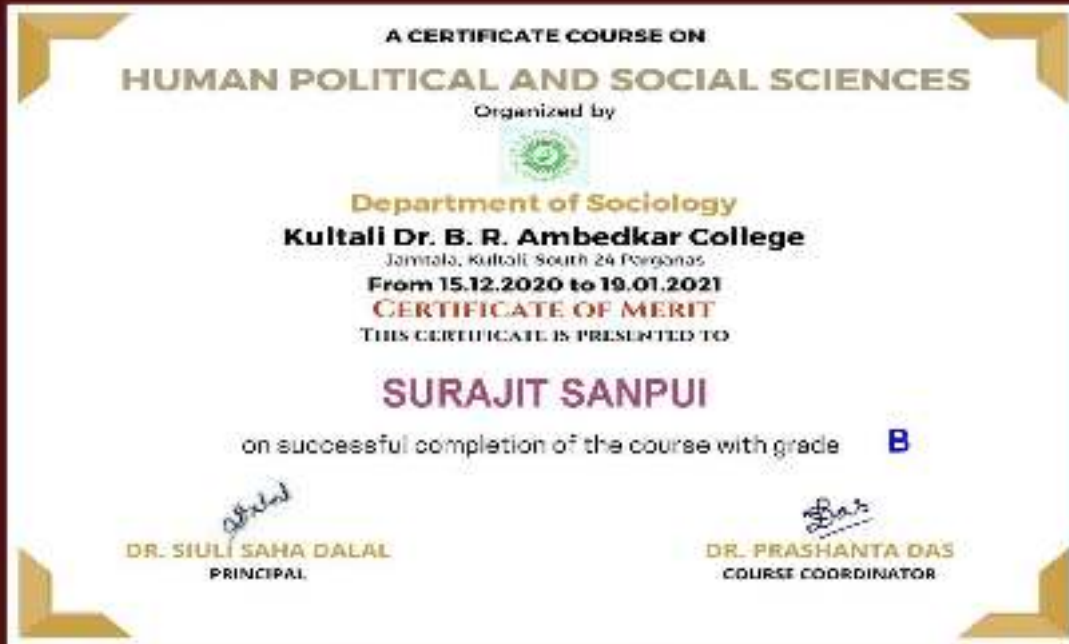 A CERTIFICATE COURSE ON
HUMAN POLITICAL AND SOCIAL SCIENCES
Organized by
Department of Sociology
Kultali Dr. B. R. Ambedkar College
Jamtala, Kultali South 24 Parganas
From 15.12.2020 to 19.01.2021
CERTIFICATE OF MERIT
THIS CERTIFICATE IS PRESENTED TO
SURAJIT SANPUI
on successful completion of the course with grade B
DR. SIULI SAHA DALAL
PRINCIPAL
Das
DR. PRASHANTA DAS
COURSE COORDINATOR